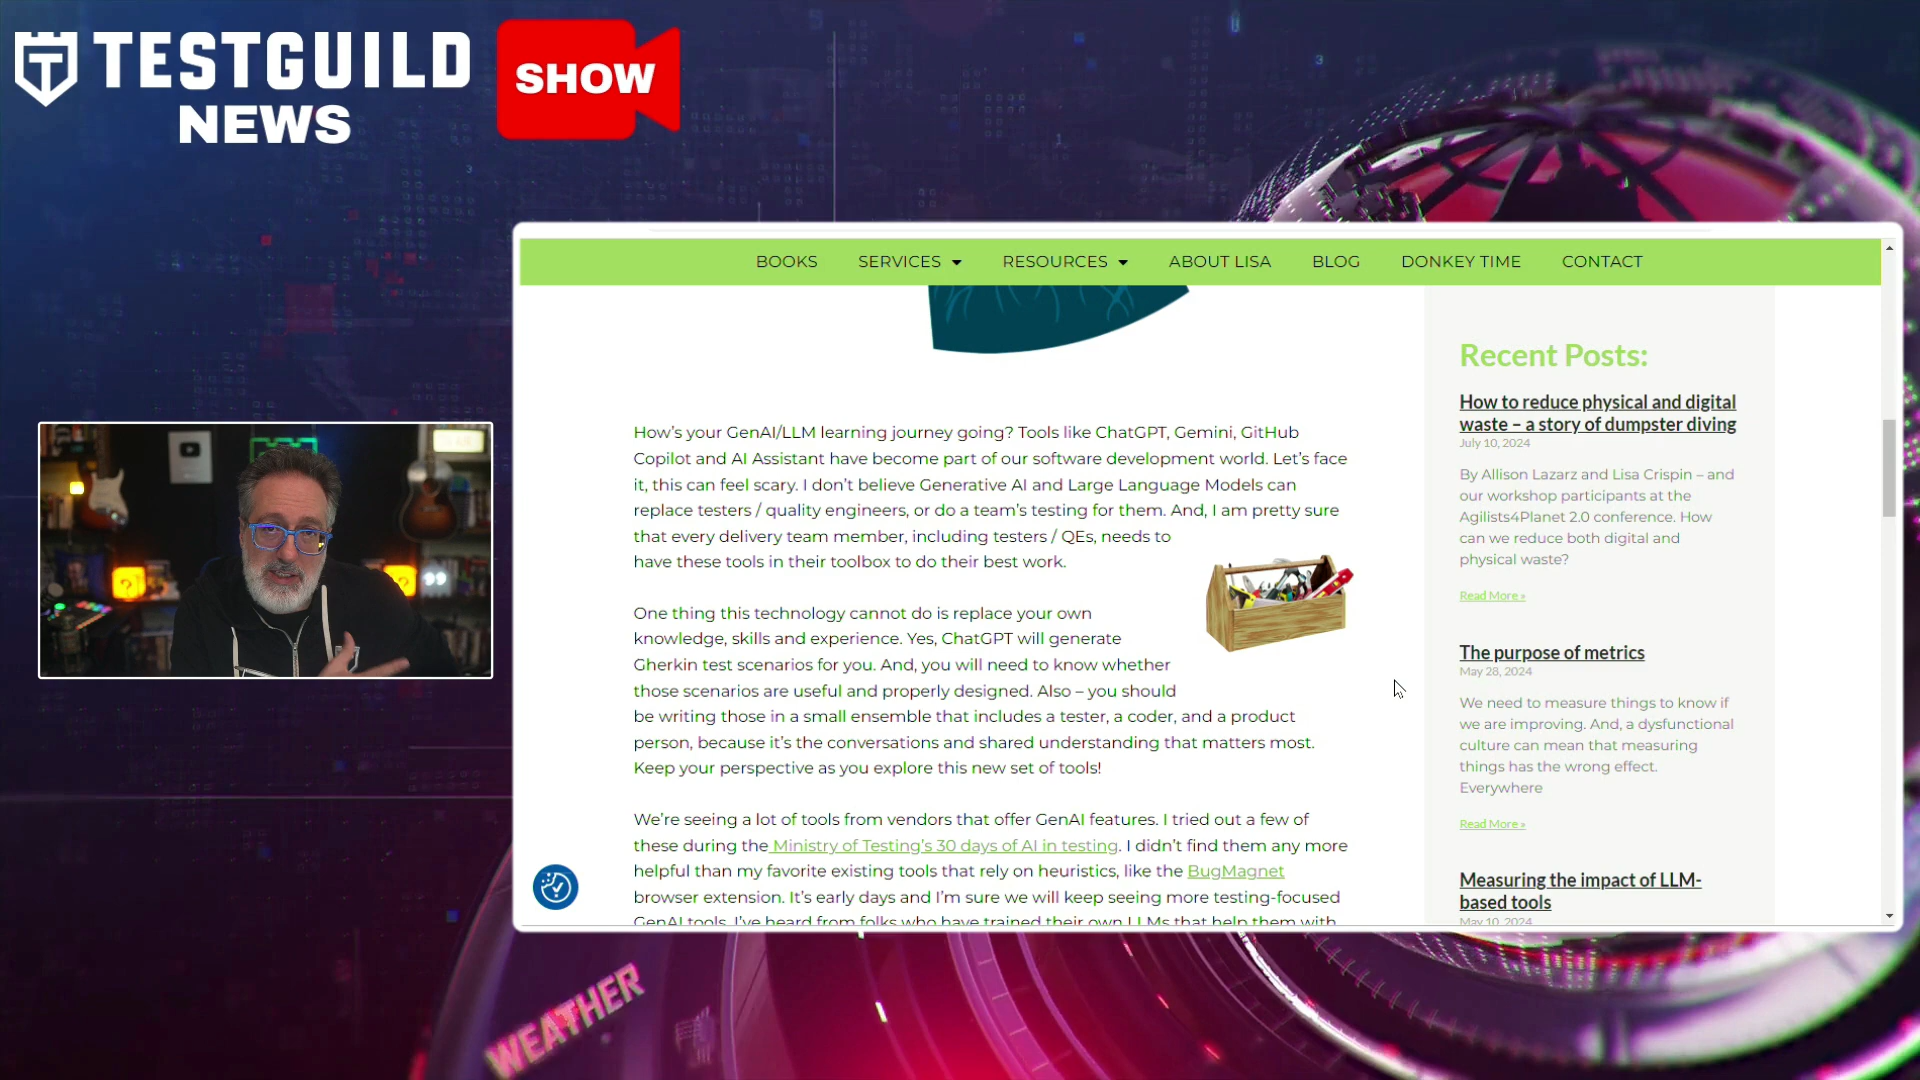 TESTGUILD
NEWS
SHOW
BOOKS SERVICES RESOURCES ABOUT LISA BLOG DONKEY TIME CONTACT
How's your GenAI/LLM learning journey going? Tools like ChatGPT, Gemini, GitHub
Copilot and AI Assistant have become part of our software development world. Let's face
it, this can feel scary. I don't believe Generative AI and Large Language Models can
replace testers / quality engineers, or do a team's testing for them. And, I am pretty sure
that every delivery team member, including testers / QEs, needs to
have these tools in their toolbox to do their best work.
One thing this technology cannot do is replace your own
knowledge, skills and experience. Yes, ChatGPT will generate
Gherkin test scenarios for you. And, you will need to know whether
those scenarios are useful and properly designed. Also – you should
be writing those in a small ensemble that includes a tester, a coder, and a product
person, because it's the conversations and shared understanding that matters most.
Keep your perspective as you explore this new set of tools!
We're seeing a lot of tools from vendors that offer GenAI features. I tried out a few of
these during the Ministry of Testing's 30 days of AI in testing. I didn't find them any more
helpful than my favorite existing tools that rely on heuristics, like the BugMagnet
browser extension. It's early days and I'm sure we will keep seeing more testing-focused
GenAI tools. I've heard from folks who have trained their own LLMs that help them with
Recent Posts:
How to reduce physical and digital
waste – a story of dumpster diving
July 10, 2024
By Allison Lazarz and Lisa Crispin – and
our workshop participants at the
Agilists4Planet 2.0 conference. How
can we reduce both digital and
physical waste?
Read More »
The purpose of metrics
May 28, 2024
We need to measure things to know if
we are improving. And, a dysfunctional
culture can mean that measuring
things has the wrong effect.
Everywhere
Read More »
Measuring the impact of LLM-
based tools
May 10, 2024
WEATHER